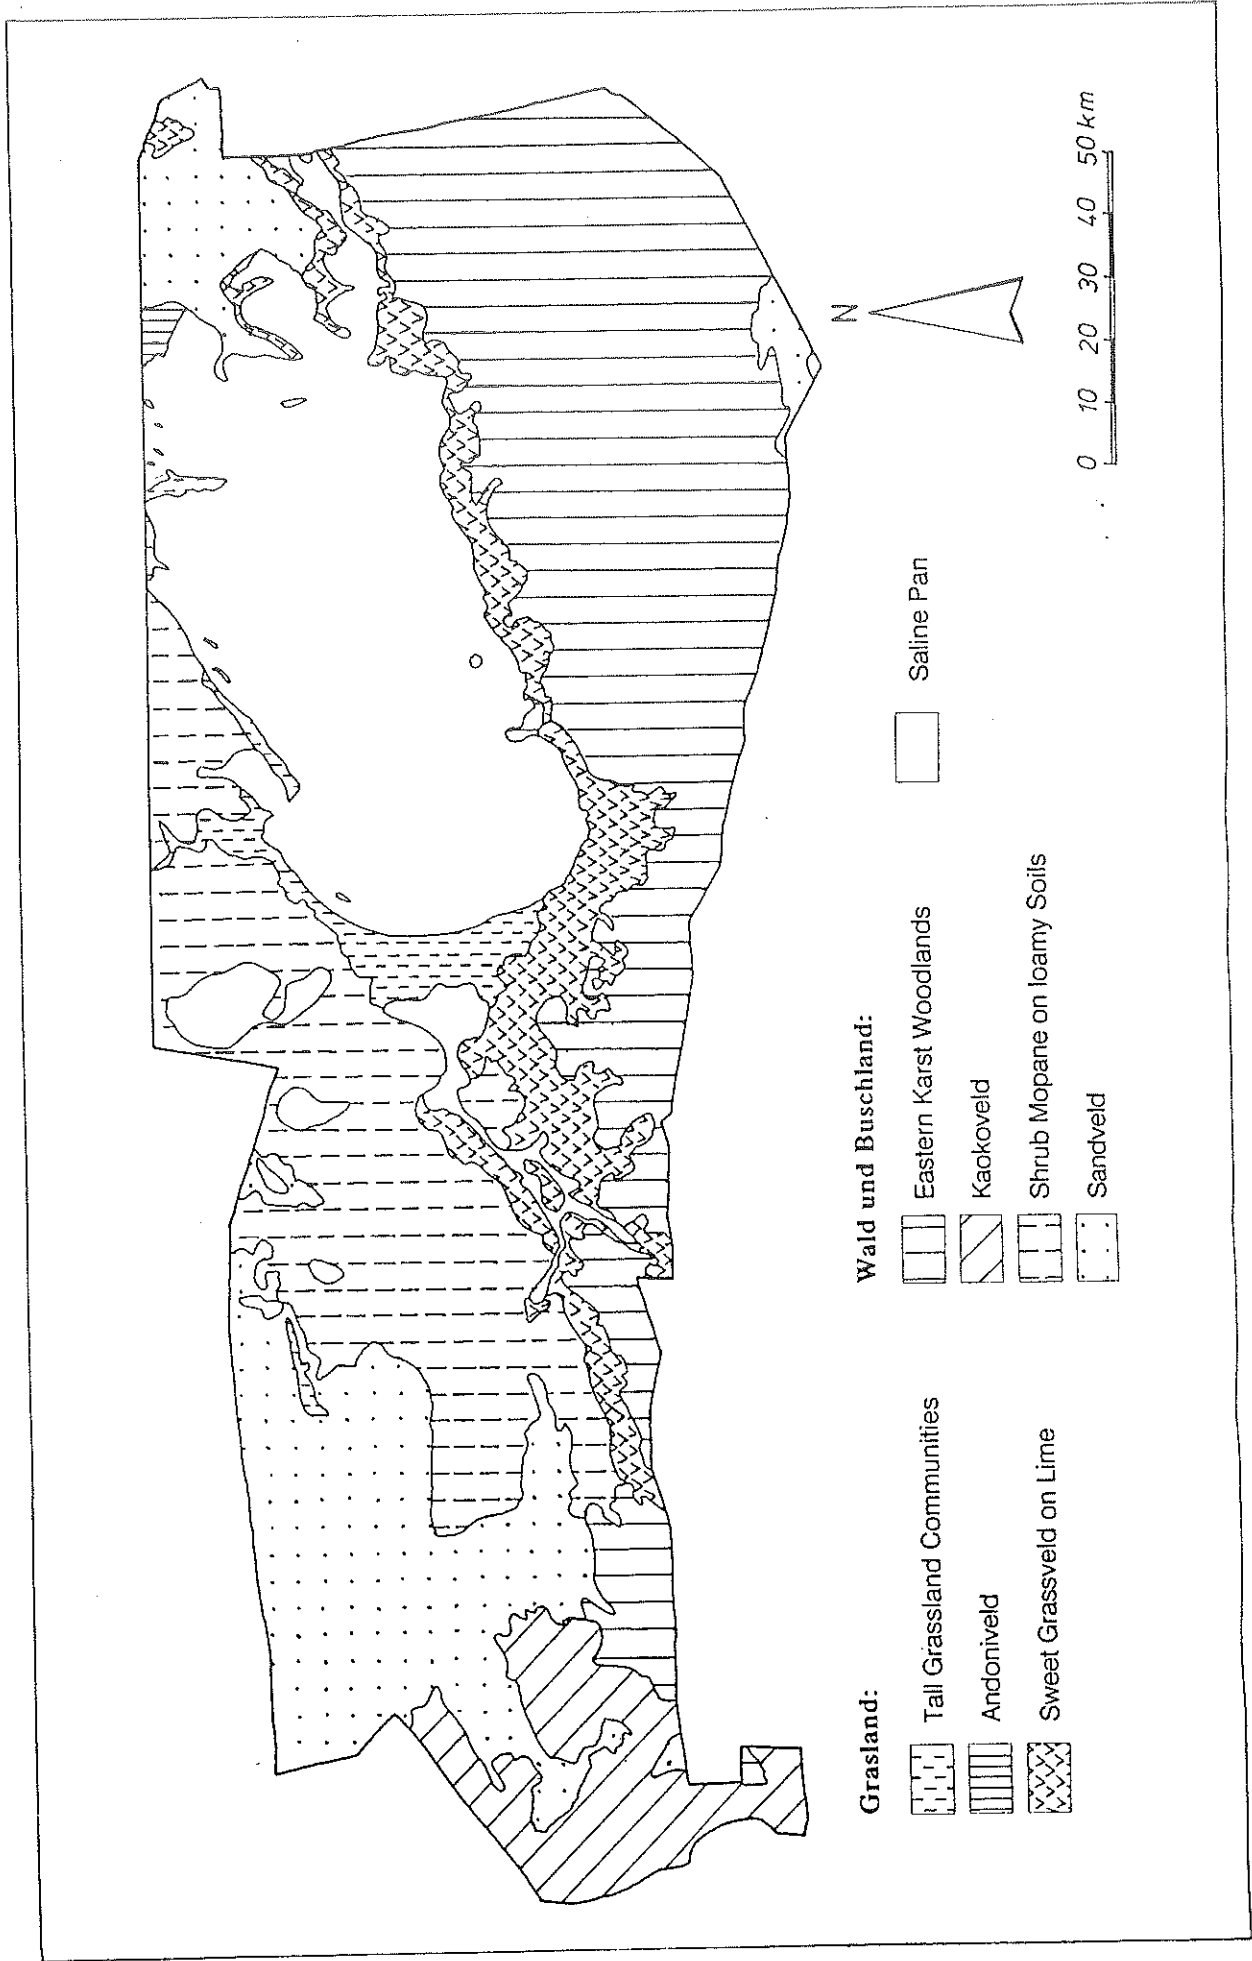 N
0 10 20 30 40 50 km
Grasland:
Tall Grassland Communities
Andoniveld
Sweet Grassveld on Lime
Wald und Buschland:
Eastern Karst Woodlands
Kaokoveld
Shrub Mopane on loamy Soils
Sandveld
Saline Pan